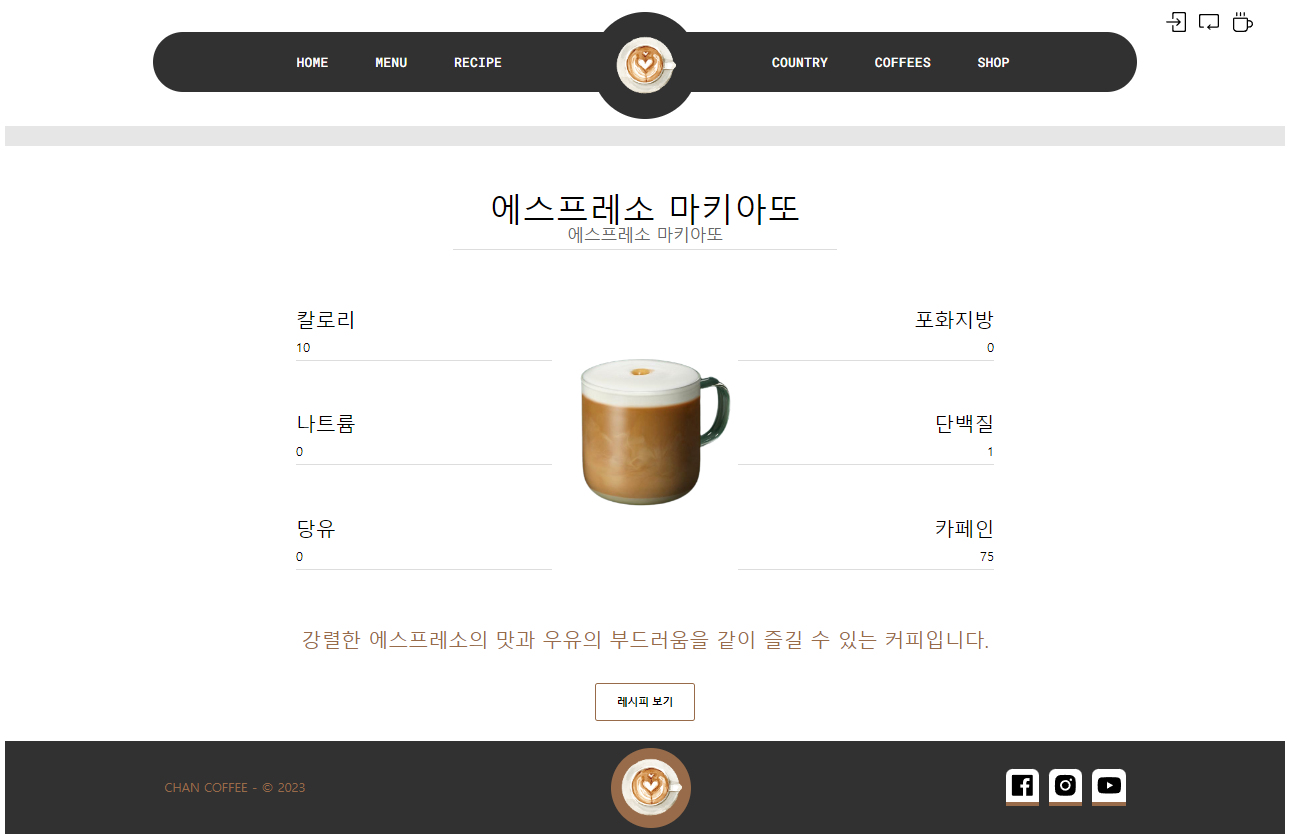 HOME MENU RECIPE COUNTRY COFFEES SHOP
에스프레소 마키아또
에스프레소 마키아또
칼로리
10
포화지방
0
나트륨
0
단백질
1
당유
0
카페인
75
강렬한 에스프레소의 맛과 우유의 부드러움을 같이 즐길 수 있는 커피입니다.
레시피 보기
CHAN COFFEE - © 2023